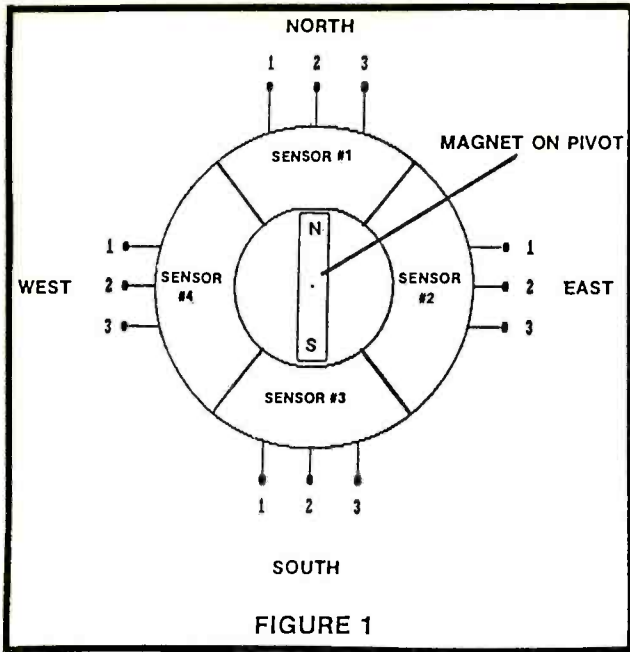 NORTH
1 2 3
SENSOR #1
MAGNET ON PIVOT
N
1
1
WEST
2
SENSOR
#4
SENSOR
#2
2
EAST
3
3
S
SENSOR #3
1 2 3
SOUTH
FIGURE 1